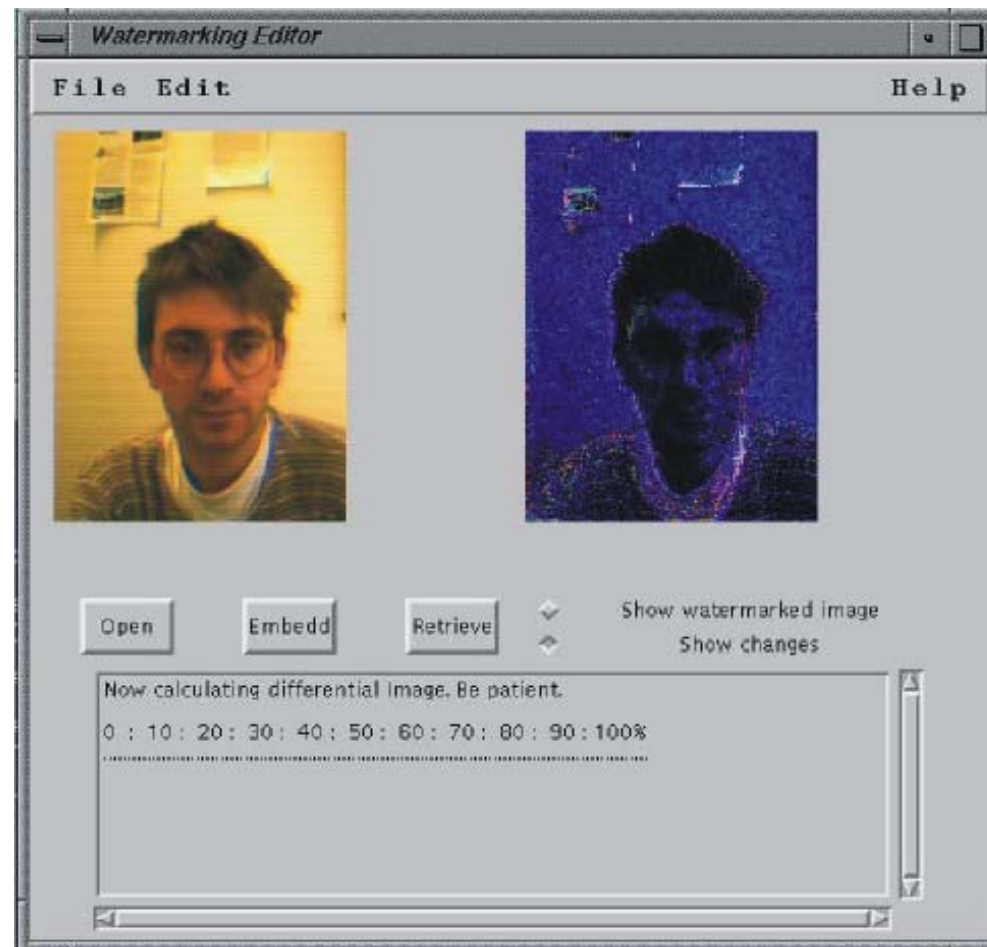 Watermarking Editor
File Edit Help
Open Embedd Retrieve Show watermarked image
Show changes
Now calculating differential image. Be patient.
0 : 10 : 20 : 30 : 40 : 50 : 60 : 70 : 80 : 90 : 100%